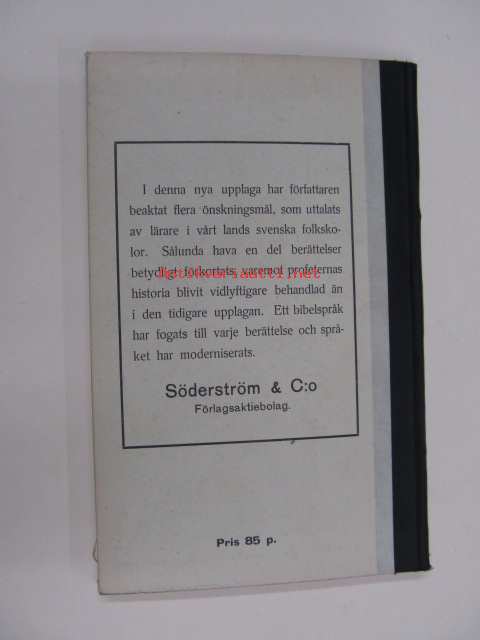 I denna nya upplaga har författaren
beaktat flera önskningsmål, som uttalats
av lärare i vårt lands svenska folksko-
lor. Sålunda hava en del berättelser
betydligt förkortats, varemot profeternas
historia blivit vidlyftigare behandlad än
i den tidigare upplagan. Ett bibelspråk
har fogats till varje berättelse och språ-
ket har moderniserats.
Söderström & C:o
Förlagsaktiebolag.
Pris 85 p.